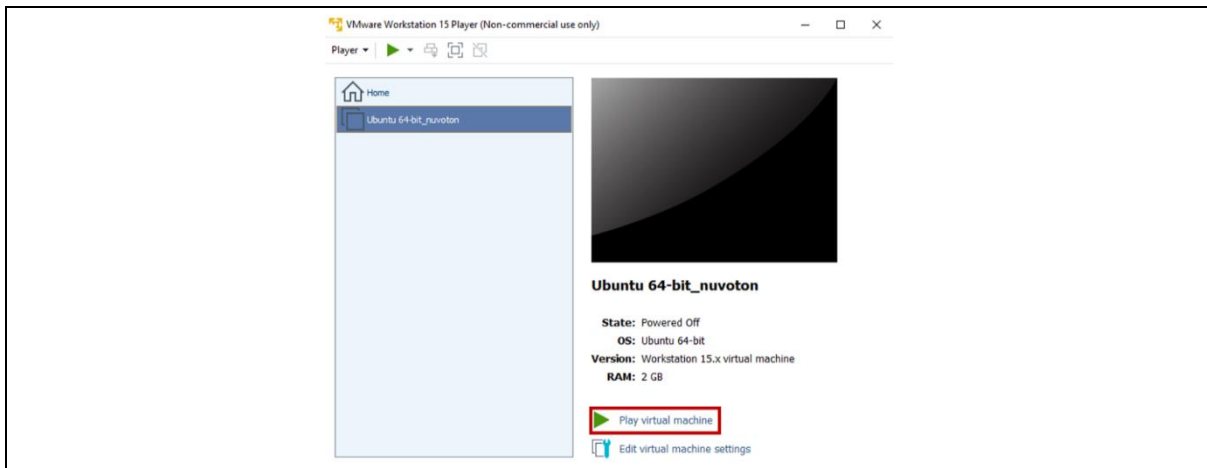 VMware Workstation 15 Player (Non-commercial use only)
Player
Home
Ubuntu 64-bit_nuvoton
Ubuntu 64-bit_nuvoton
State: Powered Off
OS: Ubuntu 64-bit
Version: Workstation 15.x virtual machine
RAM: 2 GB
Play virtual machine
Edit virtual machine settings